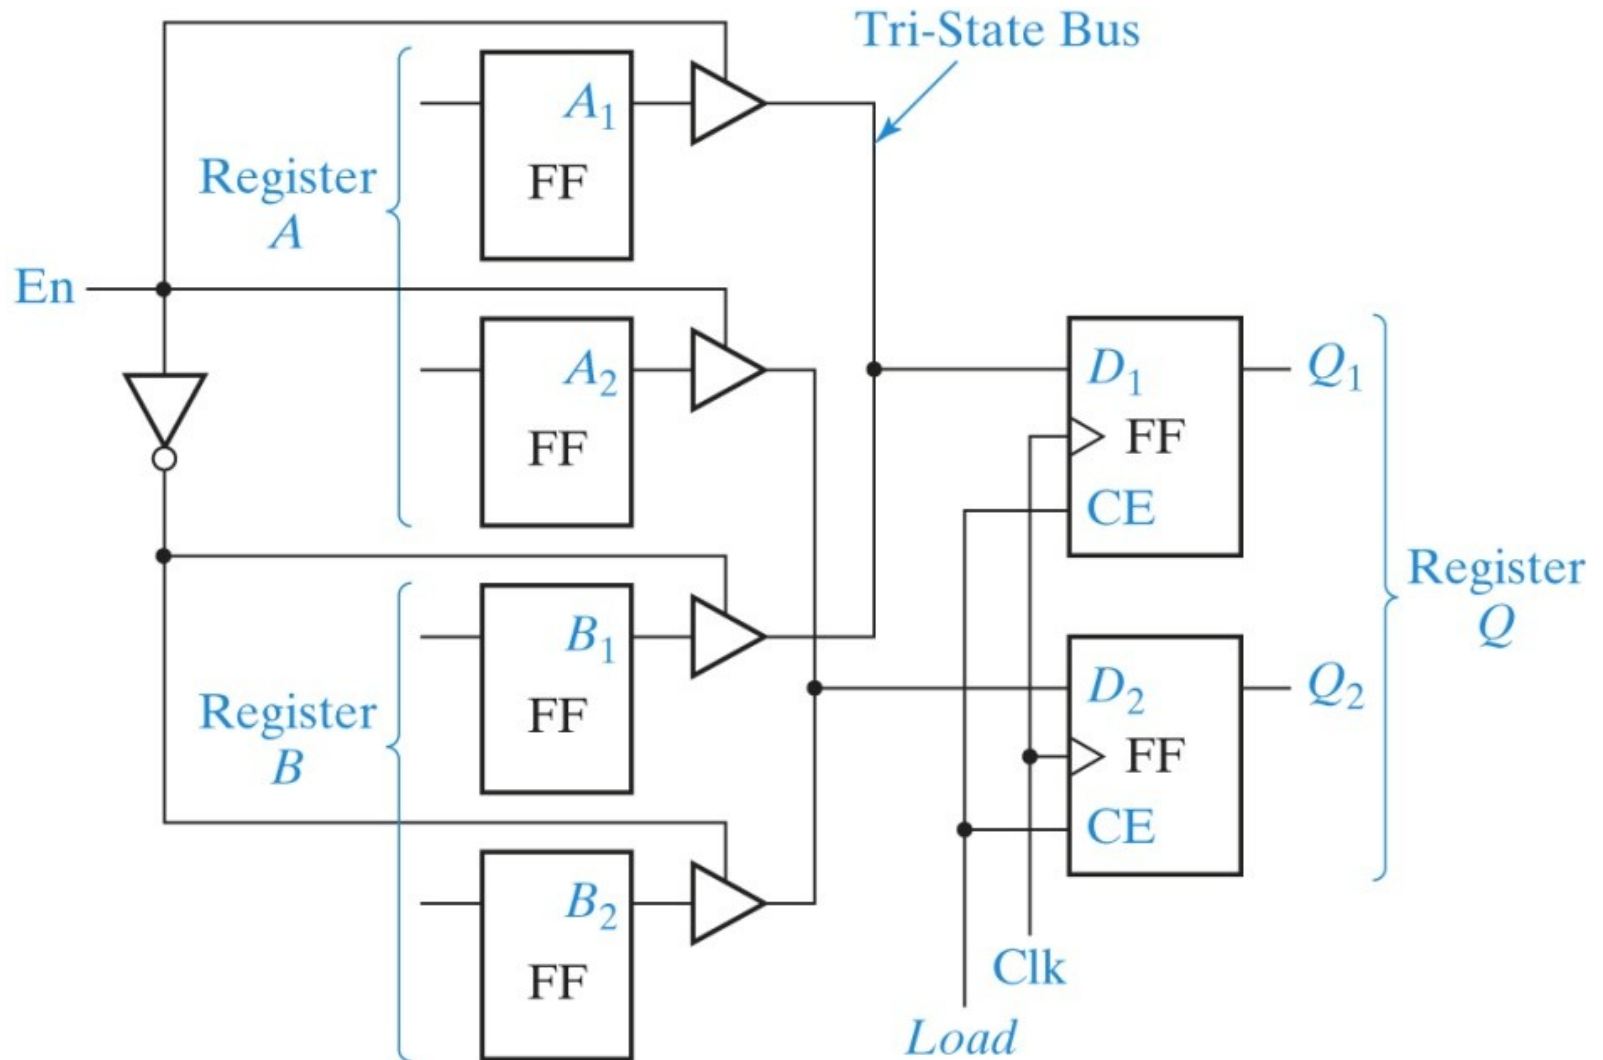 Tri-State Bus
A₁
FF
Register
A
En
A₂
FF
D₁
FF
CE
Q₁
Register
Q
B₁
FF
Register
B
D₂
FF
CE
Q₂
B₂
FF
Clk
Load